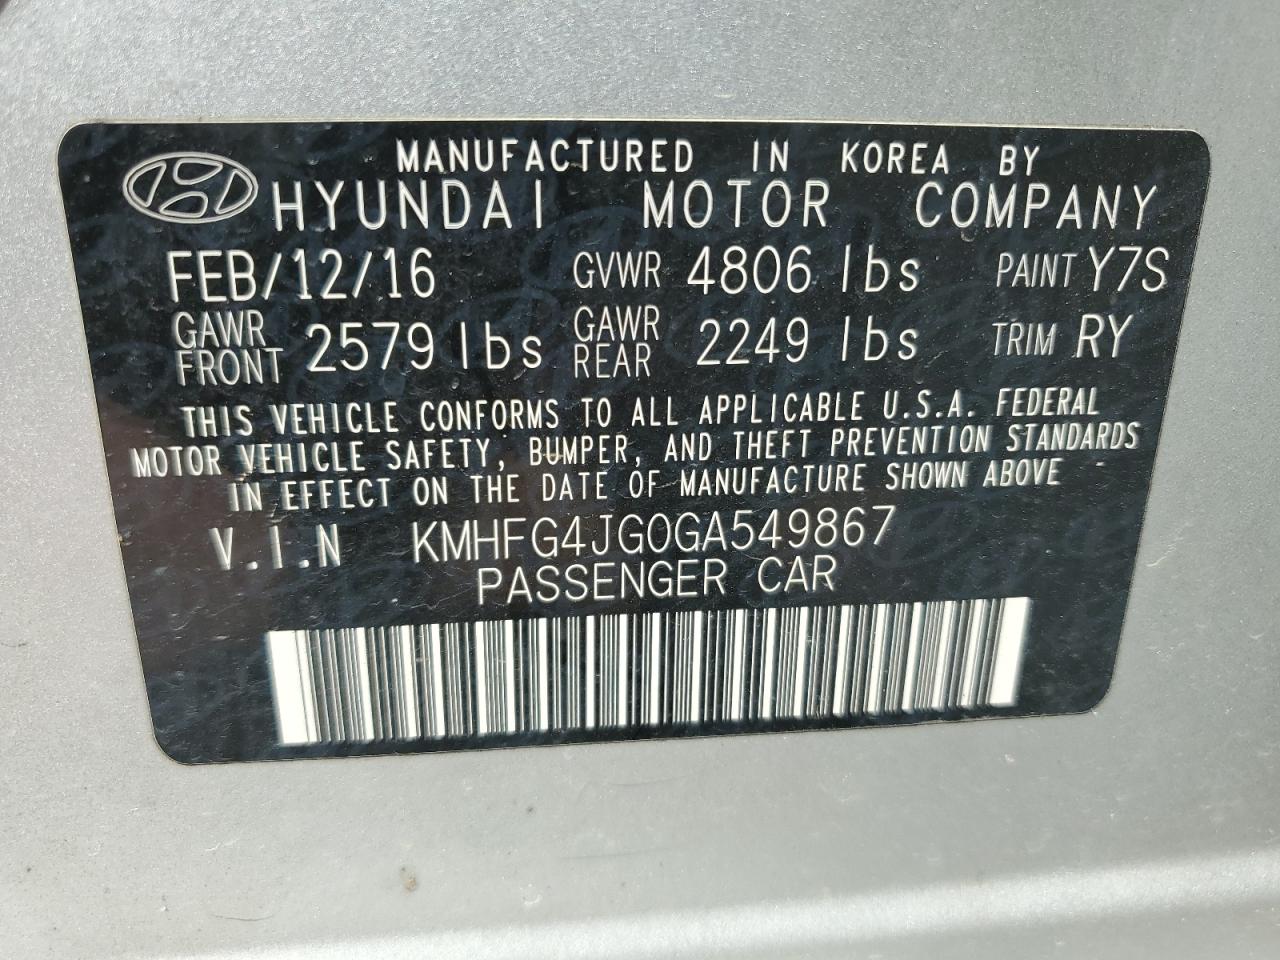 MANUFACTURED IN KOREA BY
HYUNDAI MOTOR COMPANY
FEB/12/16 GVWR 4806 lbs PAINT Y7S
GAWR FRONT 2579 lbs GAWR REAR 2249 lbs TRIM RY
THIS VEHICLE CONFORMS TO ALL APPLICABLE U.S.A. FEDERAL
MOTOR VEHICLE SAFETY, BUMPER, AND THEFT PREVENTION STANDARDS
IN EFFECT ON THE DATE OF MANUFACTURE SHOWN ABOVE
V.I.N KMHFG4JG0GA549867
PASSENGER CAR